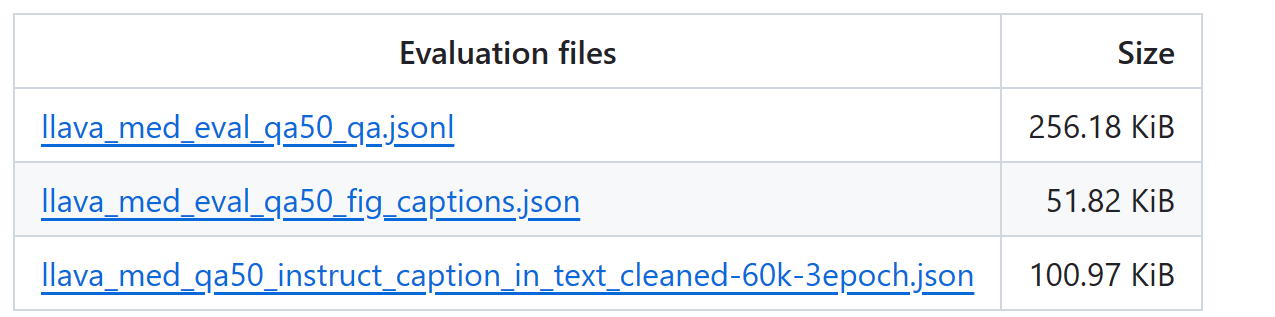 Evaluation files Size
llava_med_eval_qa50_qa.jsonl 256.18 KiB
llava_med_eval_qa50_fig_captions.json 51.82 KiB
llava_med_qa50_instruct_caption_in_text_cleaned-60k-3epoch.json 100.97 KiB